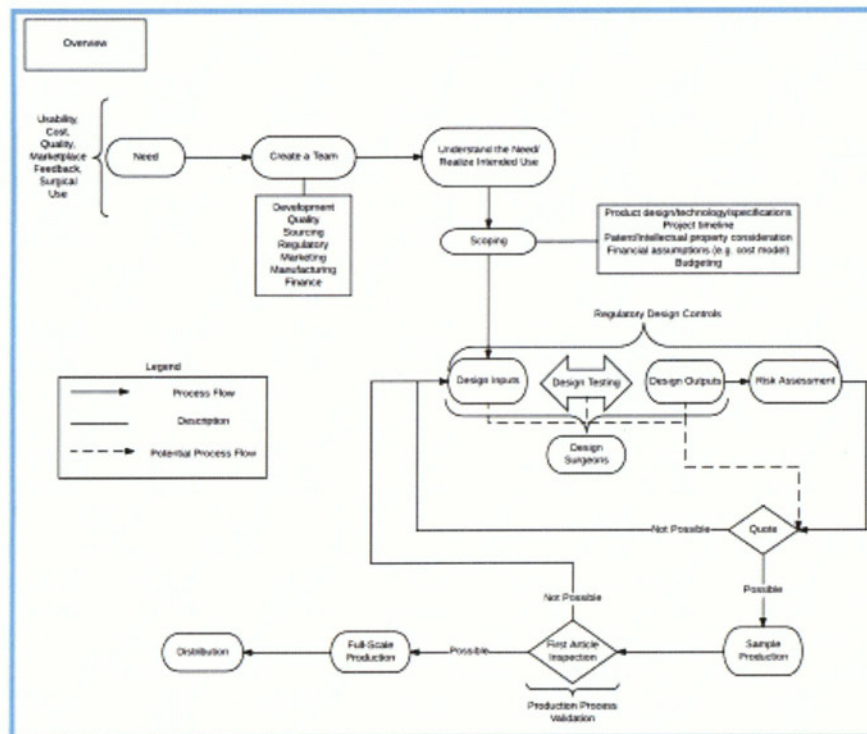 Overview
Usability,
Cost,
Quality,
Marketplace
Feedback,
Surgical
Use
Need
Create a Team
Understand the Need/
Realize Intended Use
Development
Quality
Sourcing
Regulatory
Marketing
Manufacturing
Finance
Scoping
Product design/technology/specifications
Project timeline
Patent/Intellectual property consideration
Financial assumptions (e.g. cost model)
Budgeting
Regulatory Design Controls
Legend
Process Flow
Description
Potential Process Flow
Design Inputs
Design Testing
Design Outputs
Risk Assessment
Design
Surgeons
Not Possible
Quote
Possible
Not Possible
Distribution
Full-Scale
Production
Possible
First Article
Inspection
Sample
Production
Production Process
Validation